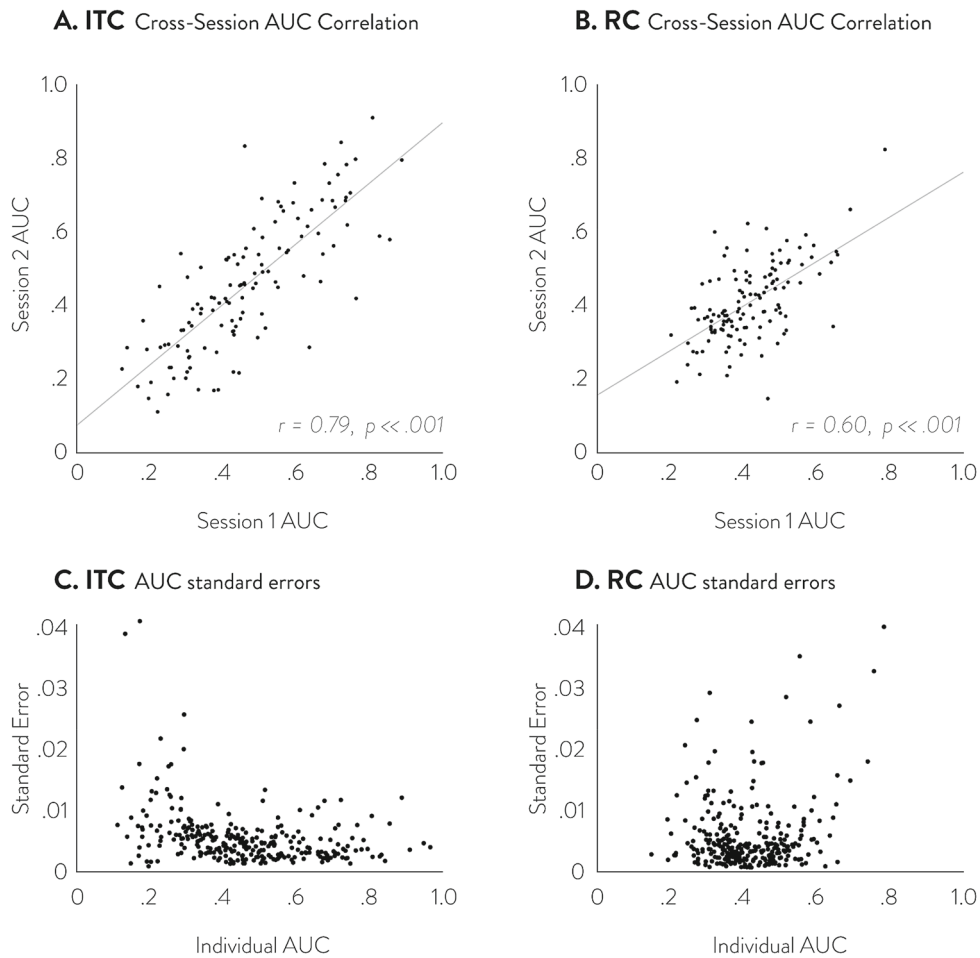 A. ITC Cross-Session AUC Correlation
1.0
.8
.6
.4
.2
0
Session 2 AUC
r = 0.79, p << .001
0 .2 .4 .6 .8 1.0
Session 1 AUC
B. RC Cross-Session AUC Correlation
1.0
.8
.6
.4
.2
0
Session 2 AUC
r = 0.60, p << .001
0 .2 .4 .6 .8 1.0
Session 1 AUC
C. ITC AUC standard errors
.04
.03
.02
.01
0
Standard Error
0 .2 .4 .6 .8 1.0
Individual AUC
D. RC AUC standard errors
.04
.03
.02
.01
0
Standard Error
0 .2 .4 .6 .8 1.0
Individual AUC